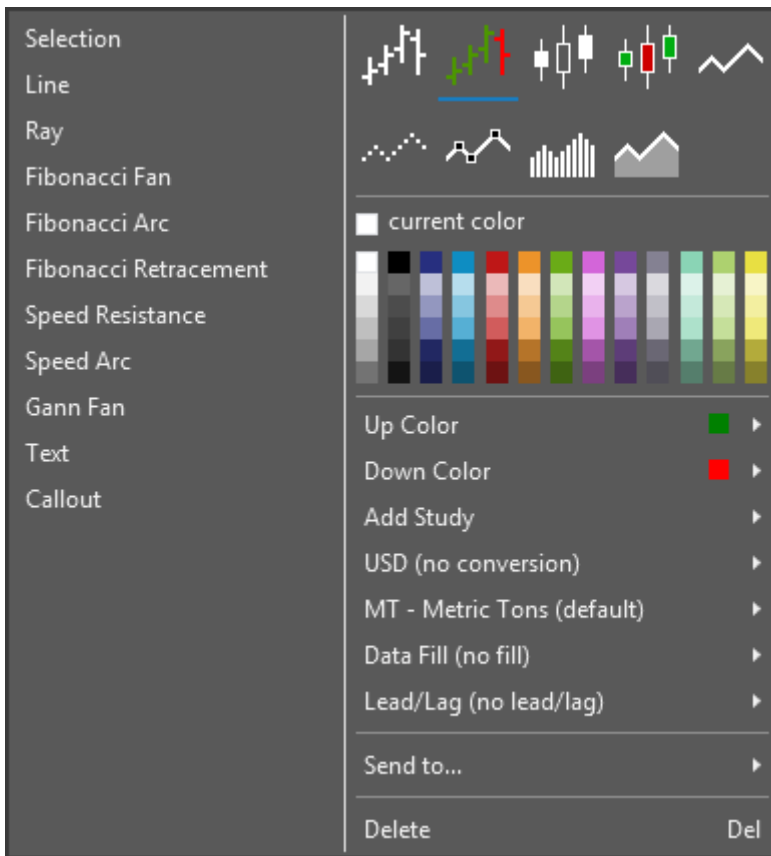 Selection
Line
Ray
Fibonacci Fan
Fibonacci Arc
Fibonacci Retracement
Speed Resistance
Speed Arc
Gann Fan
Text
Callout
current color
Up Color
Down Color
Add Study
USD (no conversion)
MT - Metric Tons (default)
Data Fill (no fill)
Lead/Lag (no lead/lag)
Send to...
Delete Del